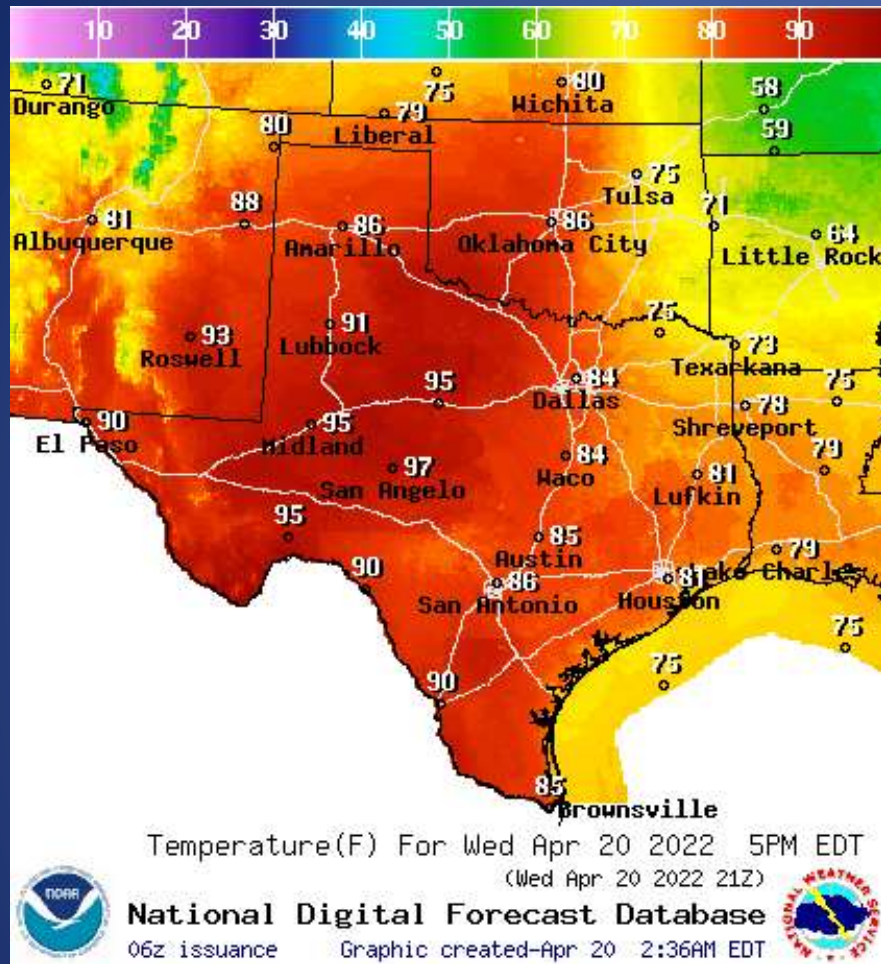 10 20 30 40 50 60 70 80 90
71
Durango
75
80
Wichita
58
79
Liberal
80
59
75
Tulsa
81
Albuquerque
88
86
Amarillo
86
Oklahoma City
71
64
Little Rock
93
Roswell
91
Lubbock
75
73
Texarkana
84
Dallas
95
75
78
Shreveport
90
El Paso
95
Midland
97
San Angelo
84
Waco
81
Lufkin
79
95
85
Austin
79
Lake Charles
90
86
San Antonio
81
Houston
75
75
90
85
Brownsville
Temperature(F) For Wed Apr 20 2022 5PM EDT
(Wed Apr 20 2022 21Z)
National Digital Forecast Database
06z issuance Graphic created-Apr 20 2:36AM EDT
NOAA
NATIONAL WEATHER SERVICE